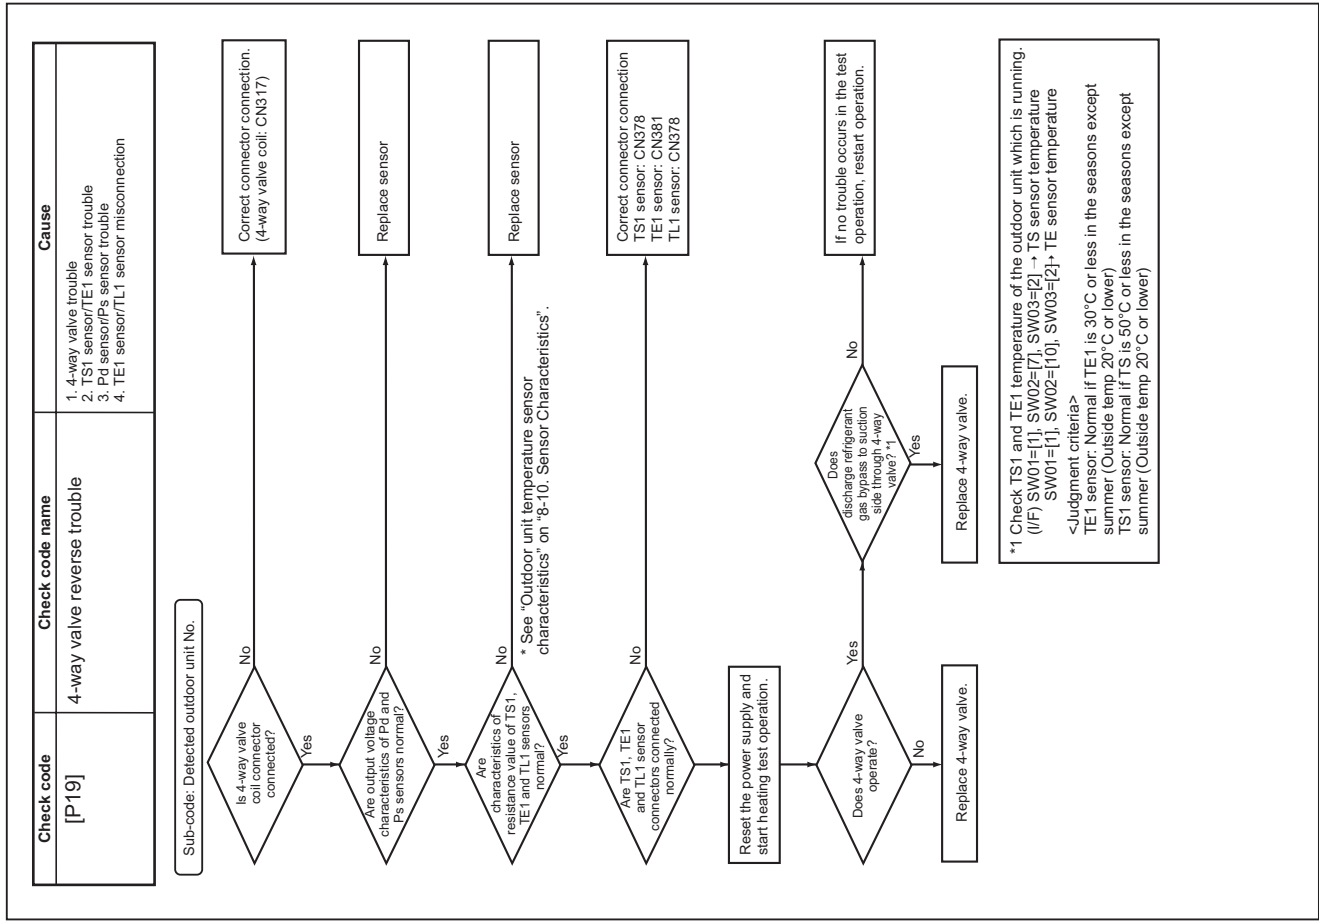 Check code
Check code name
Cause
[P19]
4-way valve reverse trouble
1. 4-way valve trouble
2. TS1 sensor/TE1 sensor trouble
3. Pd sensor/Ps sensor trouble
4. TE1 sensor/TL1 sensor misconnection
Sub-code: Detected outdoor unit No.
Is 4-way valve
coil connector
connected?
No
Correct connector connection.
(4-way valve coil: CN317)
Yes
Are output voltage
characteristics of Pd and
Ps sensors normal?
No
Replace sensor
Yes
Are
characteristics of
resistance value of TS1,
TE1 and TL1 sensors
normal?
No
Replace sensor
* See “Outdoor unit temperature sensor
characteristics” on “8-10. Sensor Characteristics”.
Yes
Are TS1, TE1
and TL1 sensor
connectors connected
normally?
No
Correct connector connection
TS1 sensor: CN378
TE1 sensor: CN381
TL1 sensor: CN378
Reset the power supply and
start heating test operation.
Does 4-way valve
operate?
Yes
Does
discharge refrigerant
gas bypass to suction
side through 4-way
valve? *1
No
If no trouble occurs in the test
operation, restart operation.
No
Replace 4-way valve.
Yes
Replace 4-way valve.
*1 Check TS1 and TE1 temperature of the outdoor unit which is running.
(I/F) SW01=[1], SW02=[7], SW03=[2] → TS sensor temperature
SW01=[1], SW02=[10], SW03=[2]→ TE sensor temperature
<Judgment criteria>
TE1 sensor: Normal if TE1 is 30°C or less in the seasons except
summer (Outside temp 20°C or lower)
TS1 sensor: Normal if TS is 50°C or less in the seasons except
summer (Outside temp 20°C or lower)